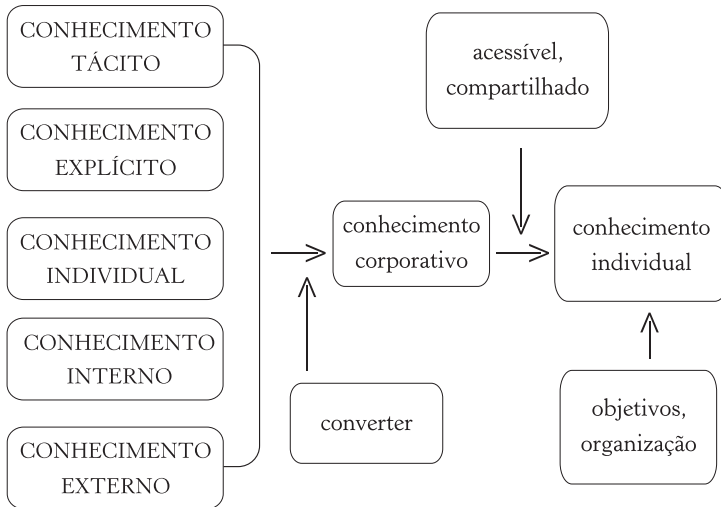 CONHECIMENTO
TÁCITO
CONHECIMENTO
EXPLÍCITO
CONHECIMENTO
INDIVIDUAL
CONHECIMENTO
INTERNO
CONHECIMENTO
EXTERNO
converter
conhecimento
corporativo
acessível,
compartilhado
conhecimento
individual
objetivos,
organização